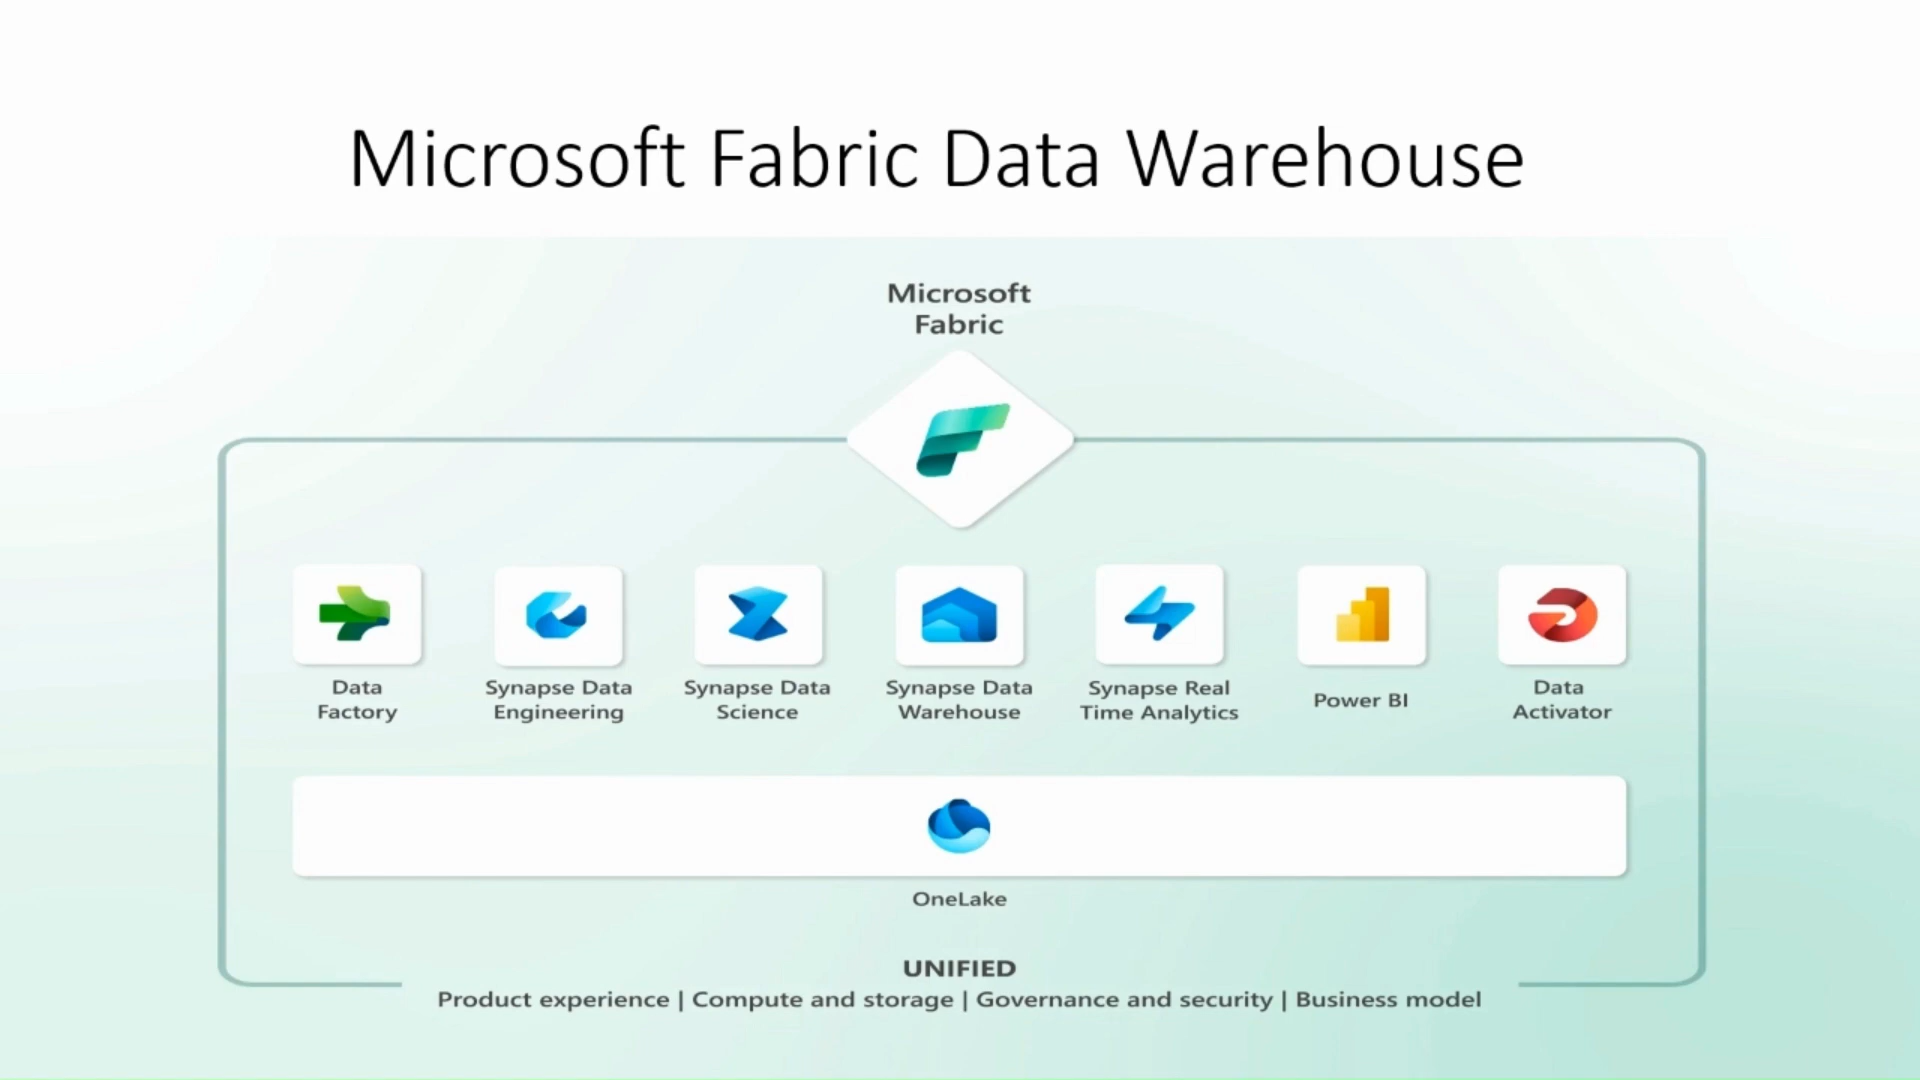 Microsoft Fabric Data Warehouse
Microsoft
Fabric
Data
Factory
Synapse Data
Engineering
Synapse Data
Science
Synapse Data
Warehouse
Synapse Real
Time Analytics
Power BI
Data
Activator
OneLake
UNIFIED
Product experience | Compute and storage | Governance and security | Business model